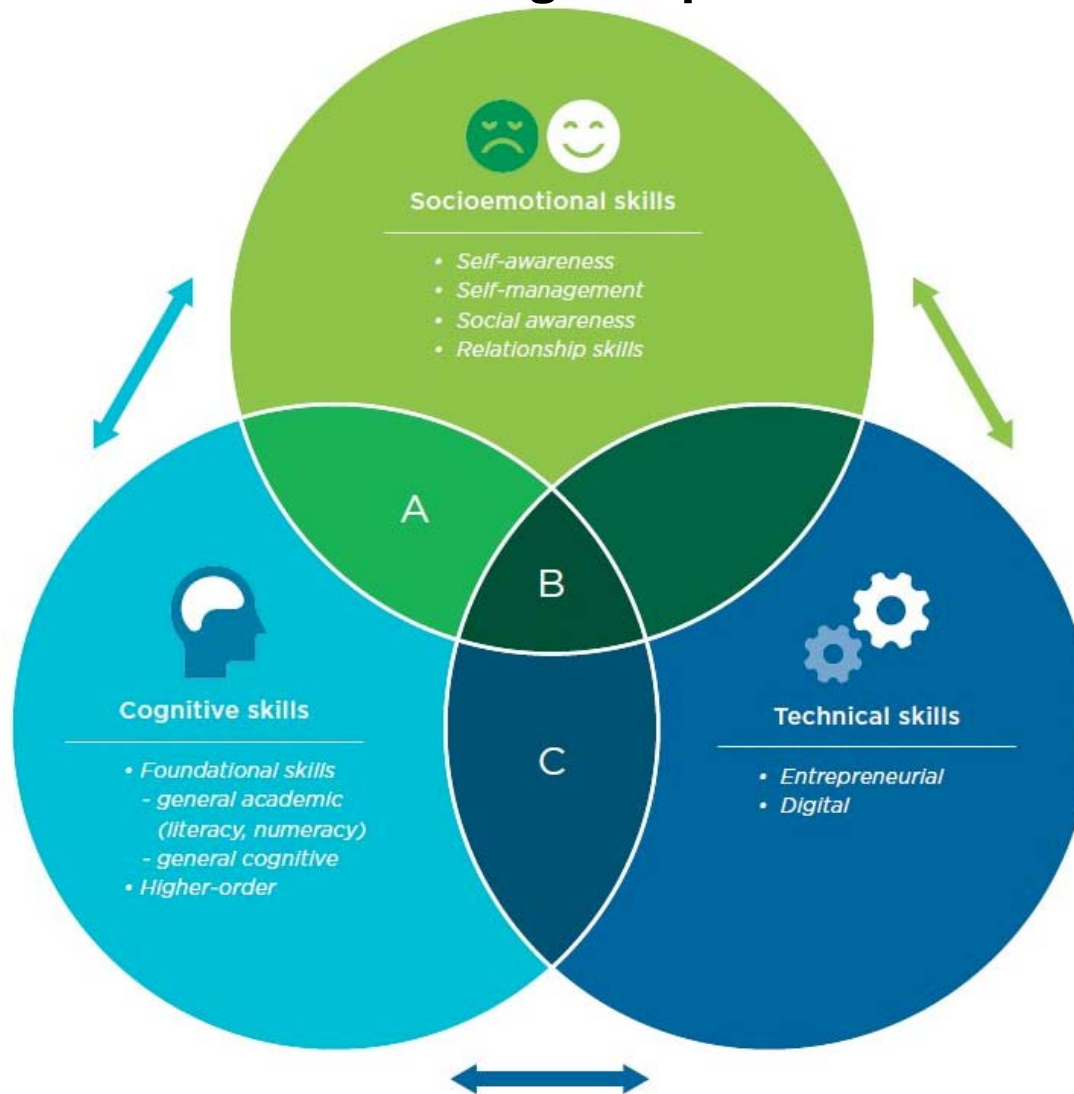 Socioemotional skills
• Self-awareness
• Self-management
• Social awareness
• Relationship skills
A
B
C
Cognitive skills
• Foundational skills
- general academic
(literacy, numeracy)
- general cognitive
• Higher-order
Technical skills
• Entrepreneurial
• Digital